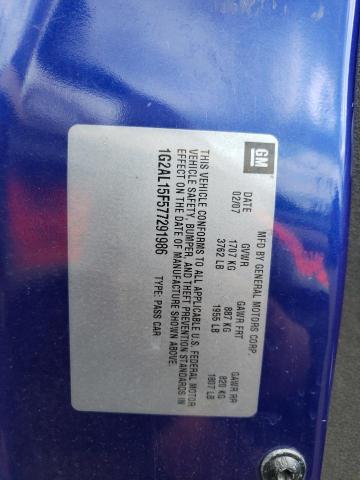 GM
MFD BY GENERAL MOTORS CORP.
DATE GVWR GAWR FRT GAWR RR
02/07 1707 KG 887 KG 820 KG
3762 LB 1955 LB 1807 LB
THIS VEHICLE CONFORMS TO ALL APPLICABLE U.S. FEDERAL MOTOR
VEHICLE SAFETY, BUMPER, AND THEFT PREVENTION STANDARDS IN
EFFECT ON THE DATE OF MANUFACTURE SHOWN ABOVE.
1G2AL15F577291986 TYPE: PASS CAR